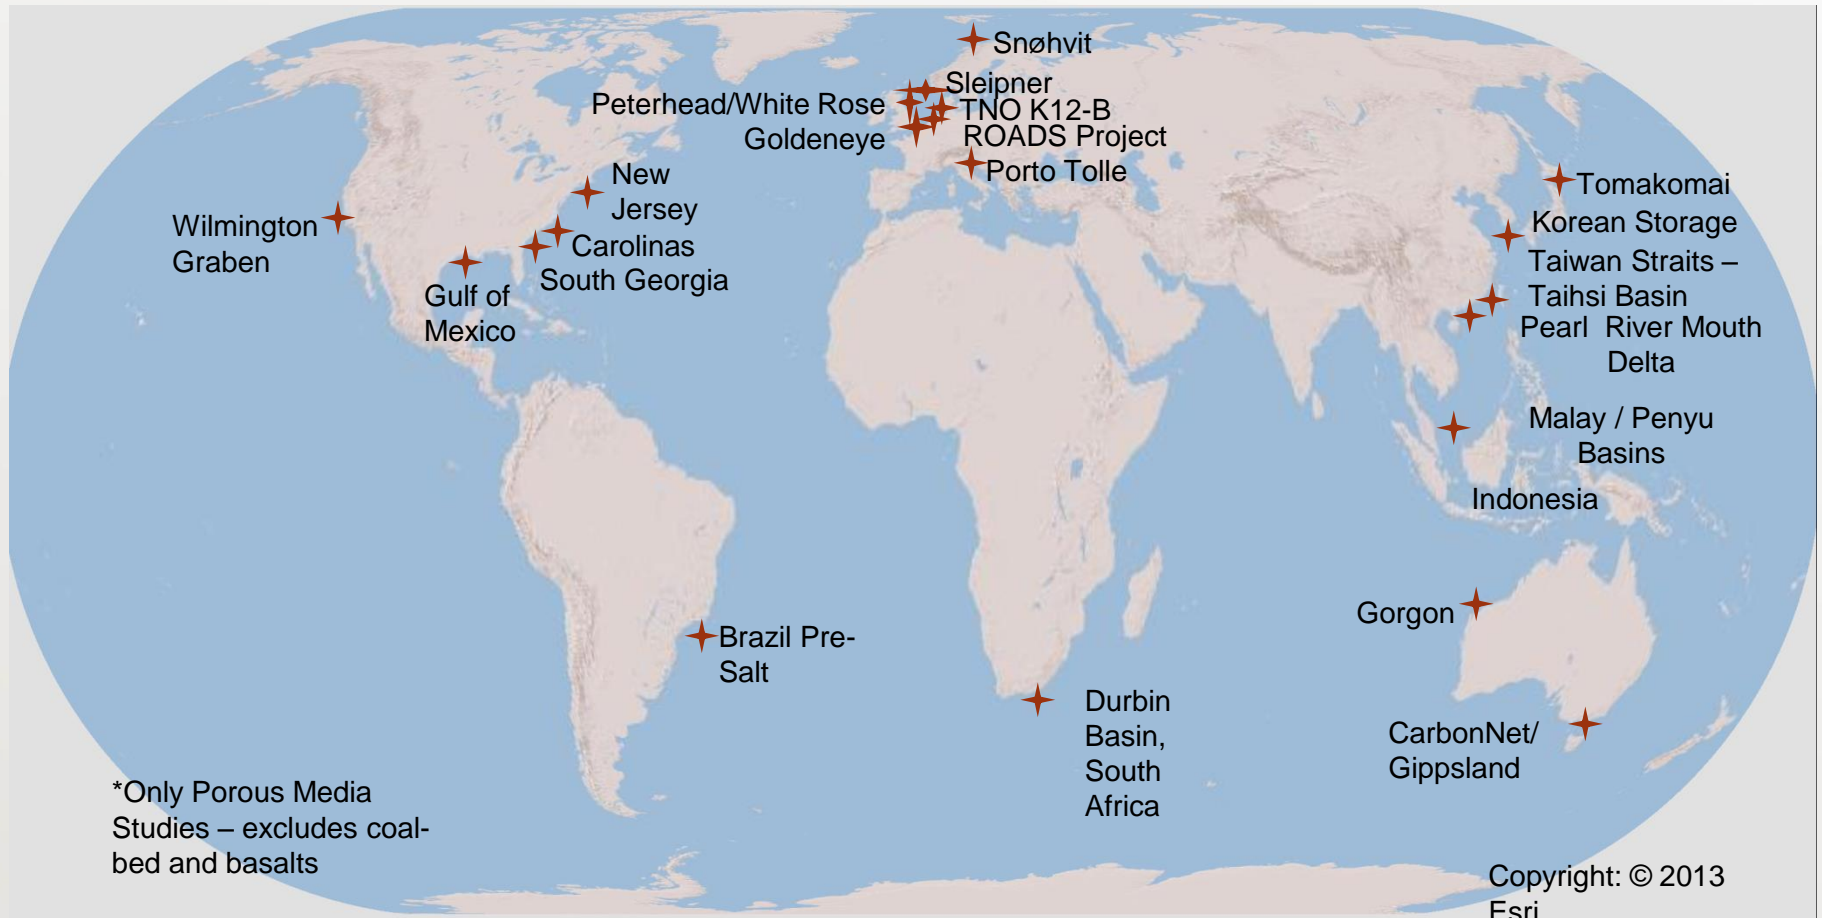 Snøhvit
Sleipner
Peterhead/White Rose
Goldeneye
TNO K12-B
ROADS Project
Porto Tolle
New
Jersey
Wilmington
Graben
Carolinas
South Georgia
Gulf of
Mexico
Tomakomai
Korean Storage
Taiwan Straits –
Taihsi Basin
Pearl River Mouth
Delta
Malay / Penyu
Basins
Indonesia
Gorgon
Brazil Pre-
Salt
Durbin
Basin,
South
Africa
CarbonNet/
Gippsland
*Only Porous Media
Studies – excludes coal-
bed and basalts
Copyright: © 2013
Esri